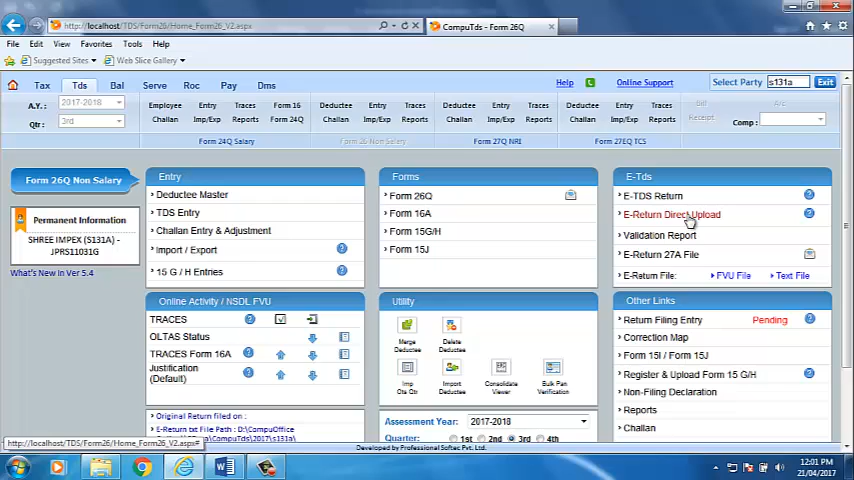 http://localhost/TDS/Form26/Home_Form26_V2.aspx
CompuTds - Form 26Q
File Edit View Favorites Tools Help
Suggested Sites Web Slice Gallery
Tax Tds Bal Serve Roc Pay Dms
Help Online Support Select Party s131a Exit
A.Y.: 2017-2018
Qtr : 3rd
Employee Entry Traces Form 16 Deductee Entry Traces Deductee Entry Traces Deductee Entry Traces Bill Arc:
Challan Imp/Exp Reports Form 24Q Challan Imp/Exp Reports Challan Imp/Exp Reports Challan Imp/Exp Reports Receipt Comp :
Form 24Q Salary Form 26 Non Salary Form 27Q NRI Form 27EQ TCS
Form 26Q Non Salary
Permanent Information
SHREE IMPEX (S131A) -
JPRS11031G
What's New In Ver 5.4
Entry
Deductee Master
TDS Entry
Challan Entry & Adjustment
Import / Export
15 G / H Entries
Forms
Form 26Q
Form 16A
Form 15G/H
Form 15J
E-Tds
E-TDS Return
E-Return Direct Upload
Validation Report
E-Return 27A File
E-Return File: FVU File Text File
Online Activity / NSDL FVU
TRACES
OLTAS Status
TRACES Form 16A
Justification
(Default)
Utility
Merge
Deductee
Delete
Deductee
Imp
Ots Ctr
Import
Deductee
Consolidate
Viewer
Bulk Pan
Verification
Other Links
Return Filing Entry Pending
Correction Map
Form 15I / Form 15J
Register & Upload Form 15 G/H
Non-Filing Declaration
Reports
Challan
Original Return filed on :
E-Return txt File Path : D:\CompuOffice
\CompuTds\2017\s131a\
Assessment Year: 2017-2018
Quarter: 1st 2nd 3rd 4th
http://localhost/TDS/Form26/Home_Form26_V2.aspx#
Developed by Professional Softec Pvt. Ltd.
12:01 PM
21/04/2017